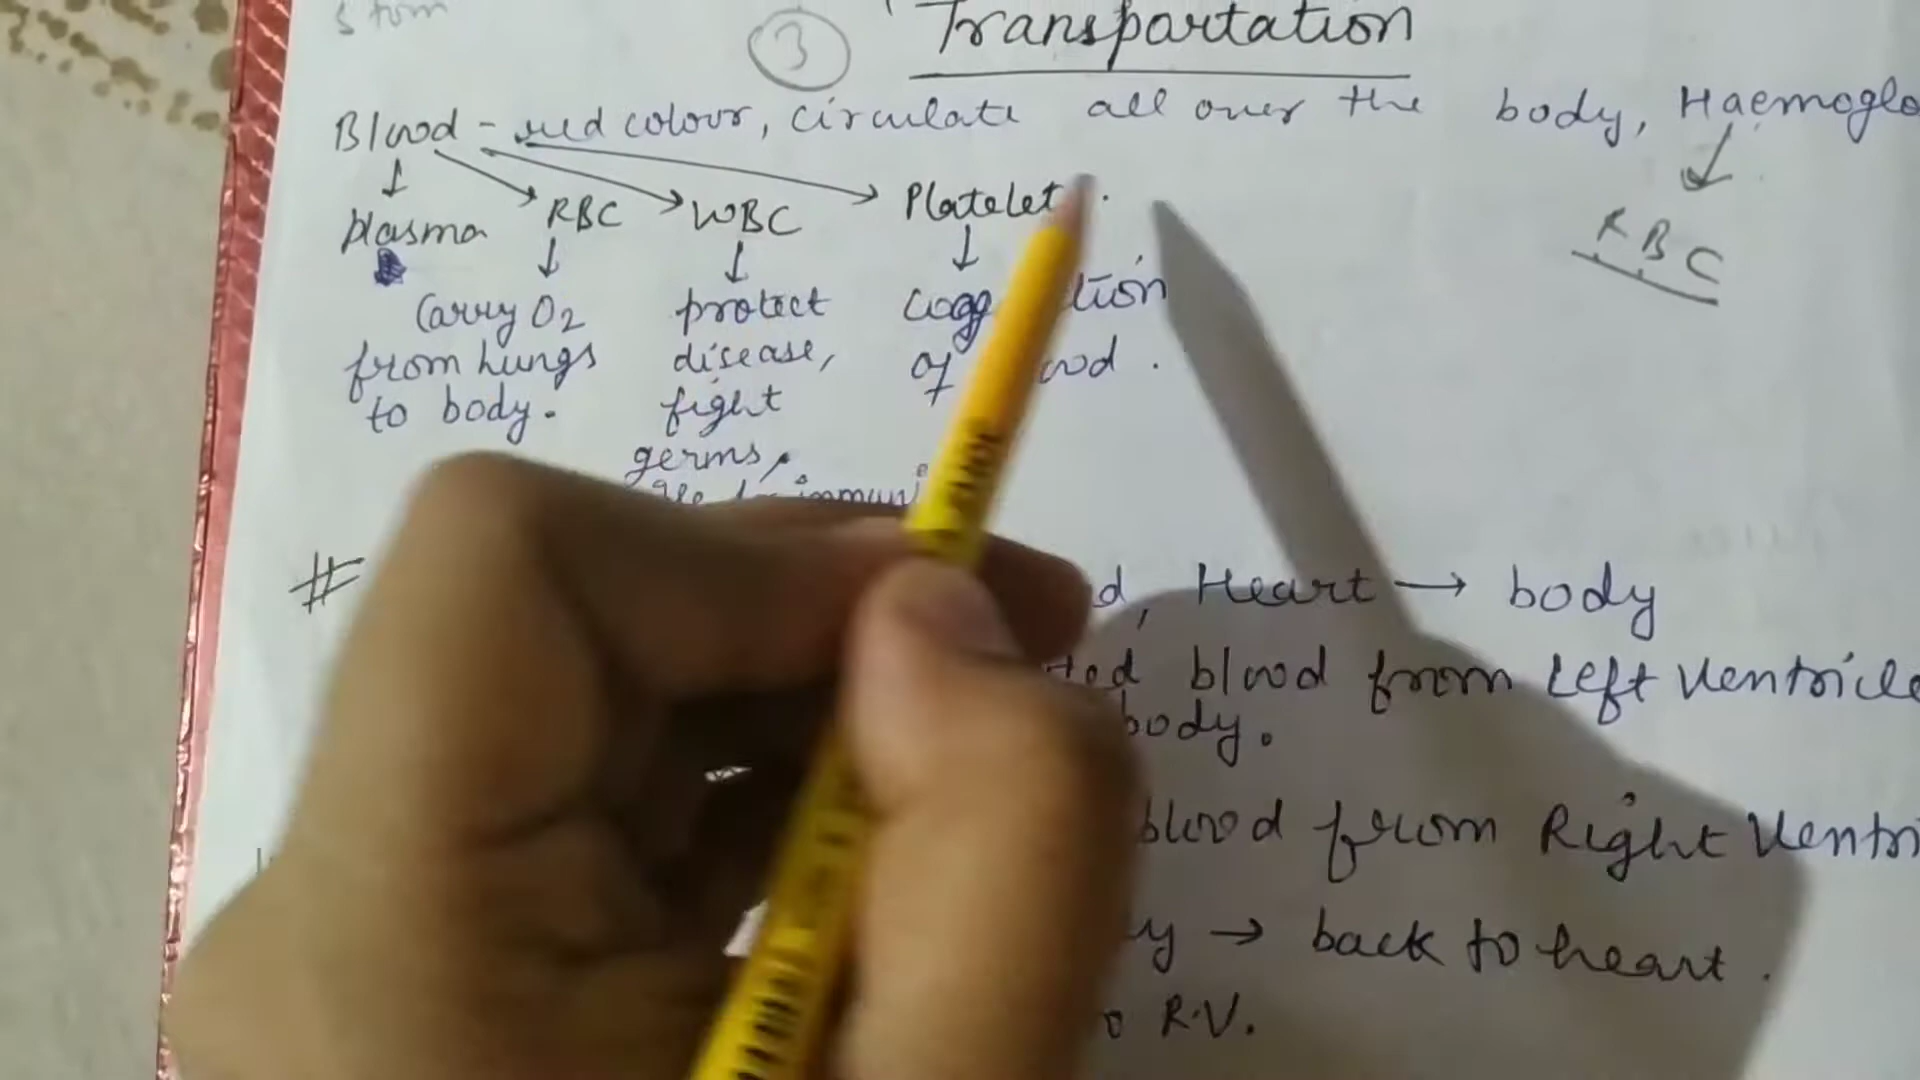 3 Transportation
Blood - red colour, circulate all over the body, Haemoglo
Plasma RBC WBC Platelet.
RBC
Carry O2 protect
from lungs disease, of
to body. fight
germs,
# d, Heart → body
blood from Left Ventricle
body.
blood from Right Ventri
→ back to heart.
R.V.